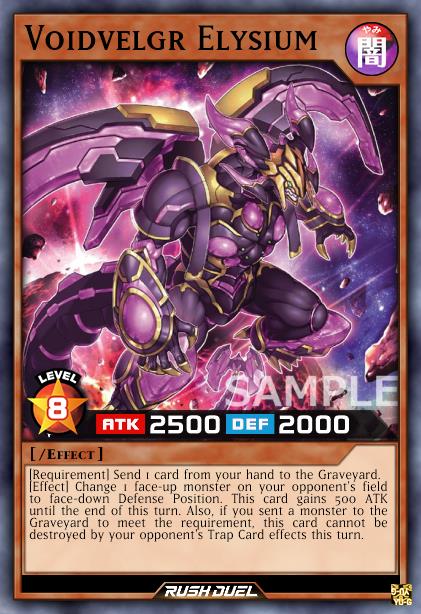 Voidvelgr Elysium
やみ
闇
SAMPLE
LEVEL
8
ATK 2500 DEF 2000
[ /Effect ]
[Requirement] Send 1 card from your hand to the Graveyard.
[Effect] Change 1 face-up monster on your opponent's field
to face-down Defense Position. This card gains 500 ATK
until the end of this turn. Also, if you sent a monster to the
Graveyard to meet the requirement, this card cannot be
destroyed by your opponent's Trap Card effects this turn.
RUSH DUEL